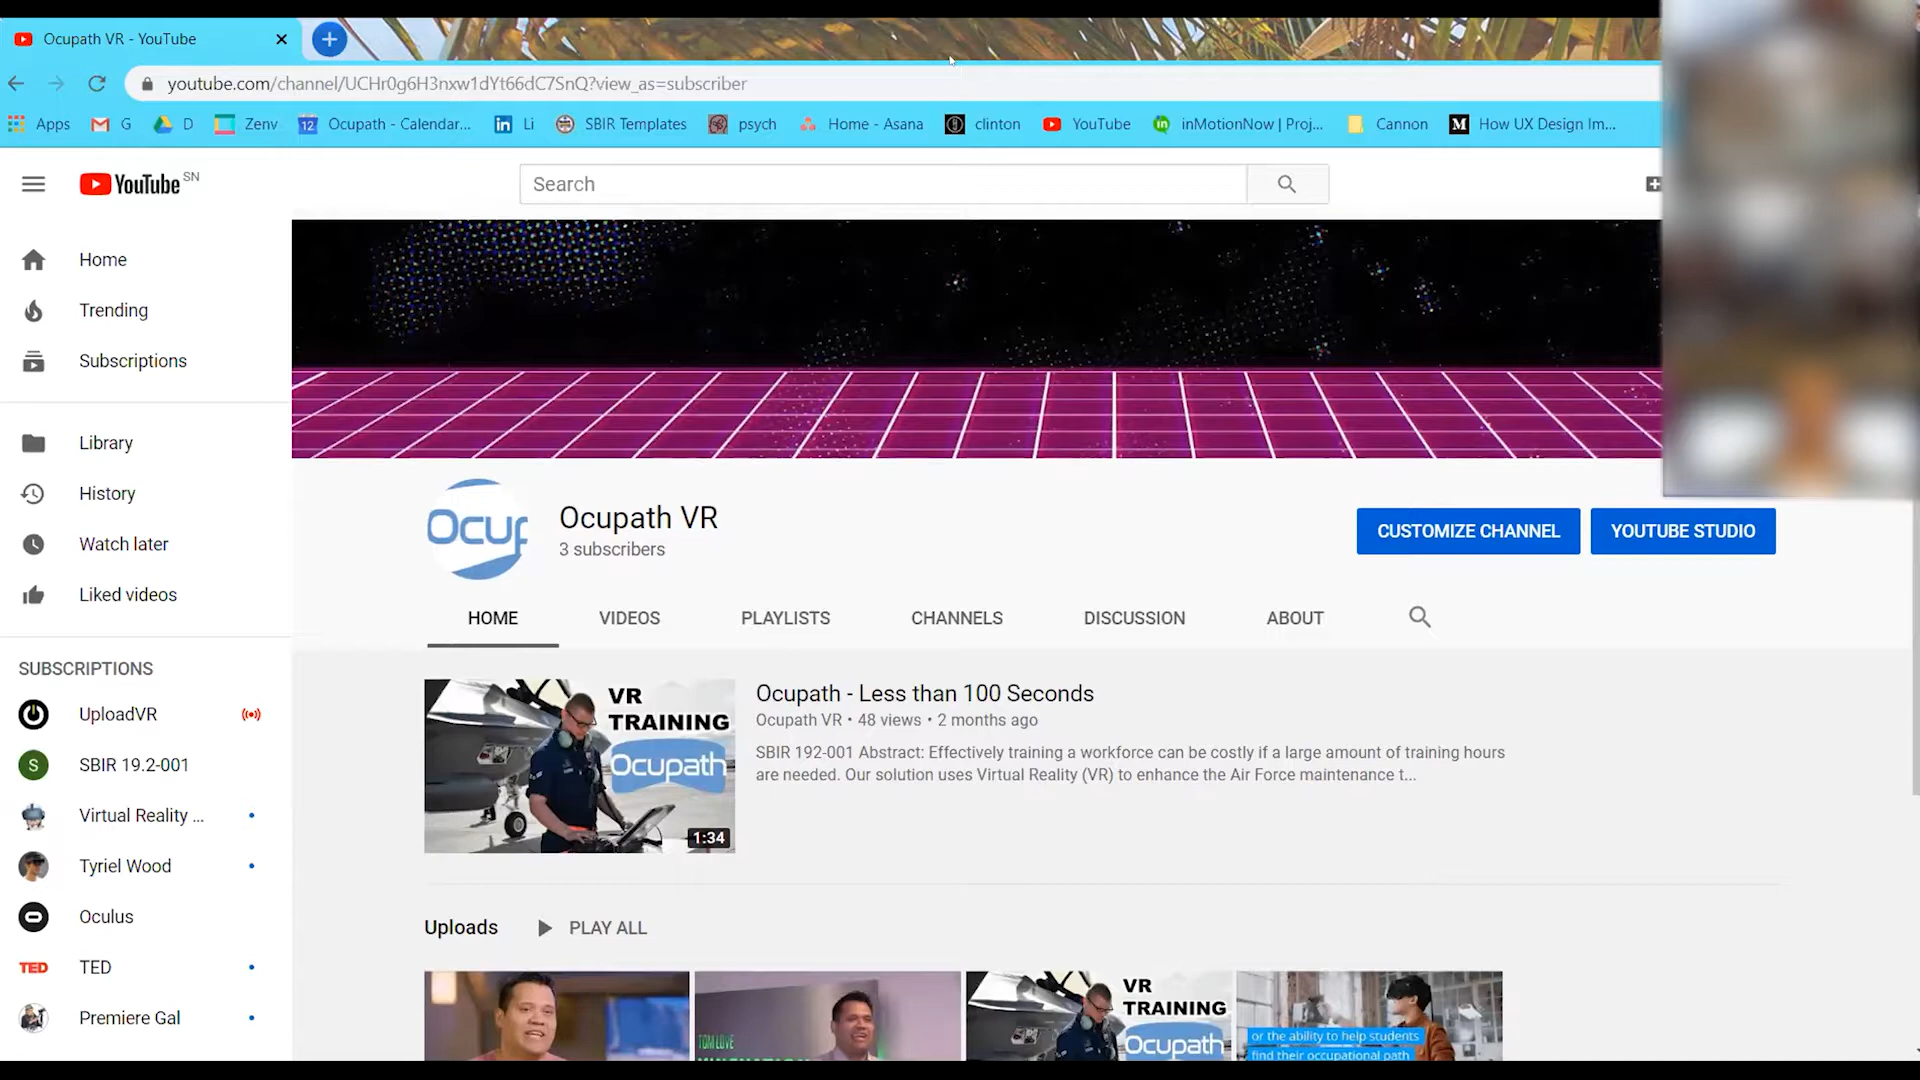 Ocupath VR - YouTube
youtube.com/channel/UCHr0g6H3nxw1dYt66dC7SnQ?view_as=subscriber
Apps G D Zenv 12 Ocupath - Calendar... Li SBIR Templates psych Home - Asana clinton YouTube inMotionNow | Proj... Cannon M How UX Design Im...
YouTube SN
Search
Home
Trending
Subscriptions
Library
History
Watch later
Liked videos
SUBSCRIPTIONS
UploadVR
S SBIR 19.2-001
Virtual Reality ...
Tyriel Wood
Oculus
TED TED
Premiere Gal
Ocup
Ocupath VR
3 subscribers
CUSTOMIZE CHANNEL YOUTUBE STUDIO
HOME VIDEOS PLAYLISTS CHANNELS DISCUSSION ABOUT
VR
TRAINING
Ocupath
1:34
Ocupath - Less than 100 Seconds
Ocupath VR • 48 views • 2 months ago
SBIR 192-001 Abstract: Effectively training a workforce can be costly if a large amount of training hours
are needed. Our solution uses Virtual Reality (VR) to enhance the Air Force maintenance t...
Uploads PLAY ALL
TOM LOVE
VR
TRAINING
Ocupath
or the ability to help students
find their occupational path